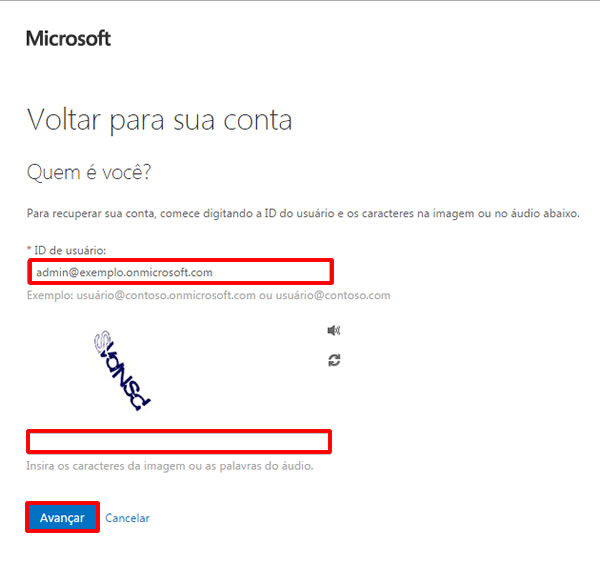 Microsoft
Voltar para sua conta
Quem é você?
Para recuperar sua conta, comece digitando a ID do usuário e os caracteres na imagem ou no áudio abaixo.
* ID de usuário:
admin@exemplo.onmicrosoft.com
Exemplo: usuário@contoso.onmicrosoft.com ou usuário@contoso.com
Insira os caracteres da imagem ou as palavras do áudio.
Avançar Cancelar